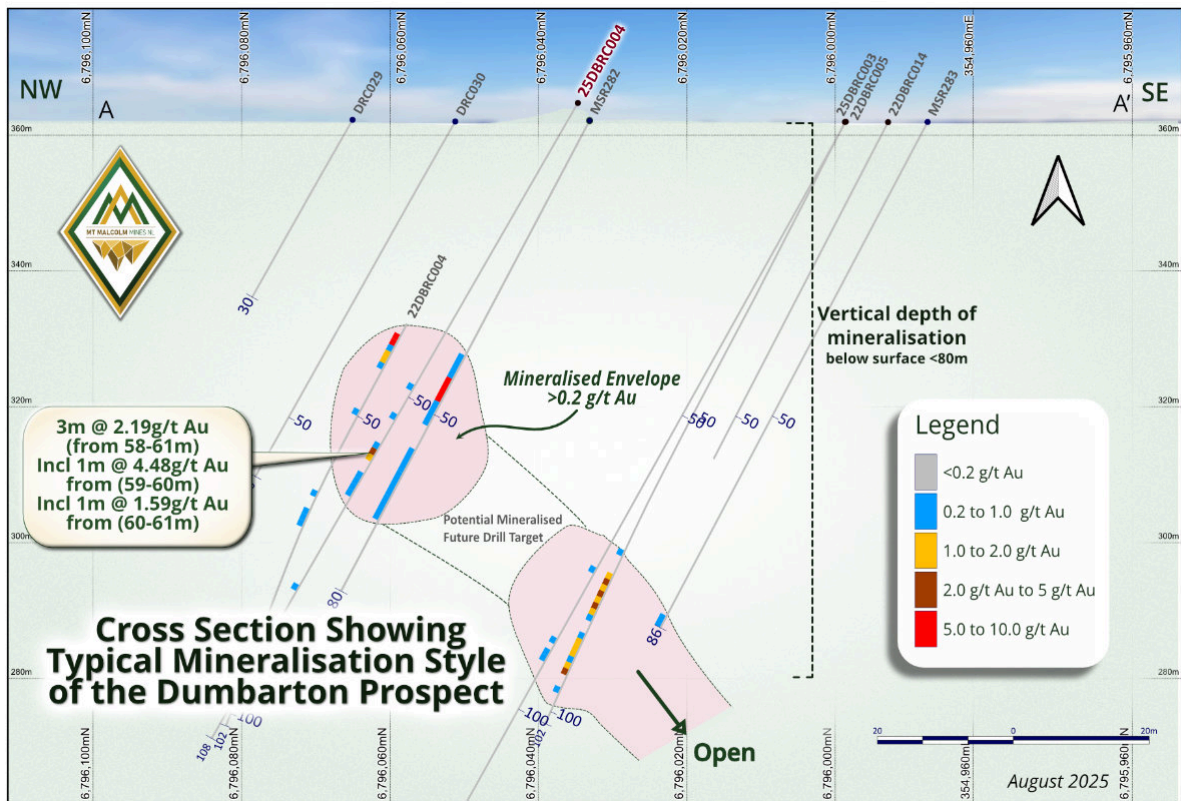 6,796,100mN
6,796,080mN
6,796,060mN
6,796,040mN
6,796,020mN
6,796,000mN
354,960mE
6,795,960mN
NW
SE
A
A'
DRC029
DRC030
25DBRC004
MSR282
25DBRC003
22DBRC005
22DBRC014
MSR283
360m
360m
MT MALCOLM MINES NL
340m
340m
30
22DBRC004
Vertical depth of
mineralisation
below surface <80m
Mineralised Envelope
>0.2 g/t Au
320m
320m
50
50
50
50
50
50
50
50
3m @ 2.19g/t Au
(from 58-61m)
Incl 1m @ 4.48g/t Au
from (59-60m)
Incl 1m @ 1.59g/t Au
from (60-61m)
Legend
<0.2 g/t Au
0.2 to 1.0 g/t Au
1.0 to 2.0 g/t Au
2.0 g/t Au to 5 g/t Au
5.0 to 10.0 g/t Au
Potential Mineralised
Future Drill Target
300m
300m
80
86
Cross Section Showing
Typical Mineralisation Style
of the Dumbarton Prospect
280m
280m
100
100
100
102
108
102
Open
20
0
20m
6,796,100mN
6,796,080mN
6,796,060mN
6,796,040mN
6,796,020mN
6,796,000mN
354,960mE
6,795,960mN
August 2025